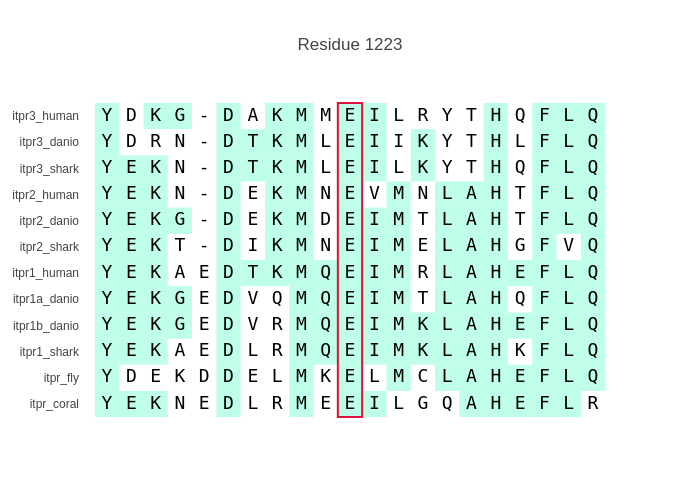 Residue 1223
itpr3_human Y D K G - D A K M M E I L R Y T H Q F L Q
itpr3_danio Y D R N - D T K M L E I I K Y T H L F L Q
itpr3_shark Y E K N - D T K M L E I L K Y T H Q F L Q
itpr2_human Y E K N - D E K M N E V M N L A H T F L Q
itpr2_danio Y E K G - D E K M D E I M T L A H T F L Q
itpr2_shark Y E K T - D I K M N E I M E L A H G F V Q
itpr1_human Y E K A E D T K M Q E I M R L A H E F L Q
itpr1a_danio Y E K G E D V Q M Q E I M T L A H Q F L Q
itpr1b_danio Y E K G E D V R M Q E I M K L A H E F L Q
itpr1_shark Y E K A E D L R M Q E I M K L A H K F L Q
itpr_fly Y D E K D D E L M K E L M C L A H E F L Q
itpr_coral Y E K N E D L R M E E I L G Q A H E F L R